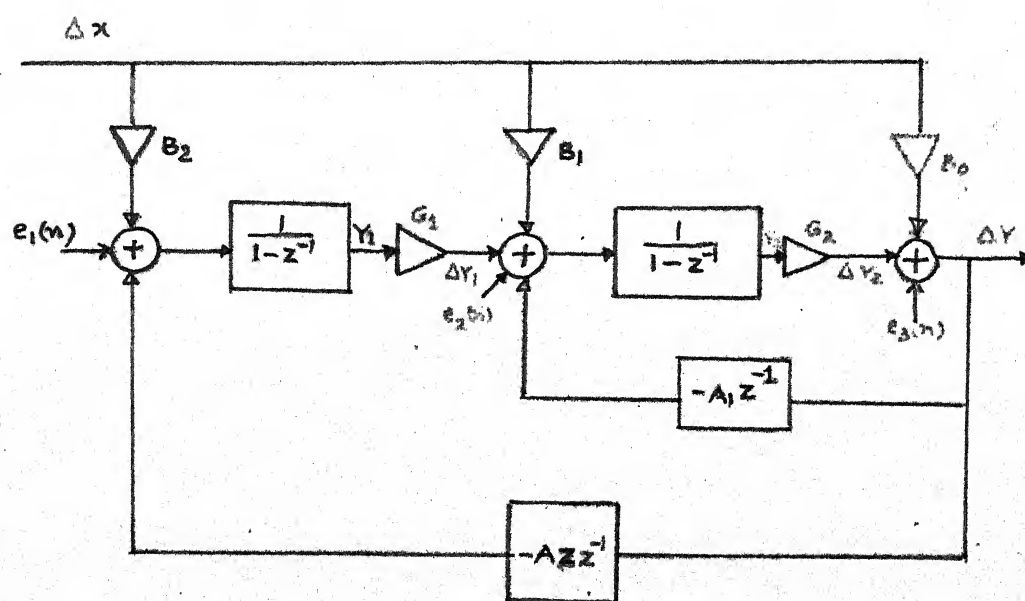 Δx
B2
B1
B0
e1(n)
+
1
1-z^-1
Y1
G1
ΔY1
+
e2(n)
1
1-z^-1
G2
ΔY2
+
e3(n)
ΔY
-A1 z^-1
-A2 z^-1